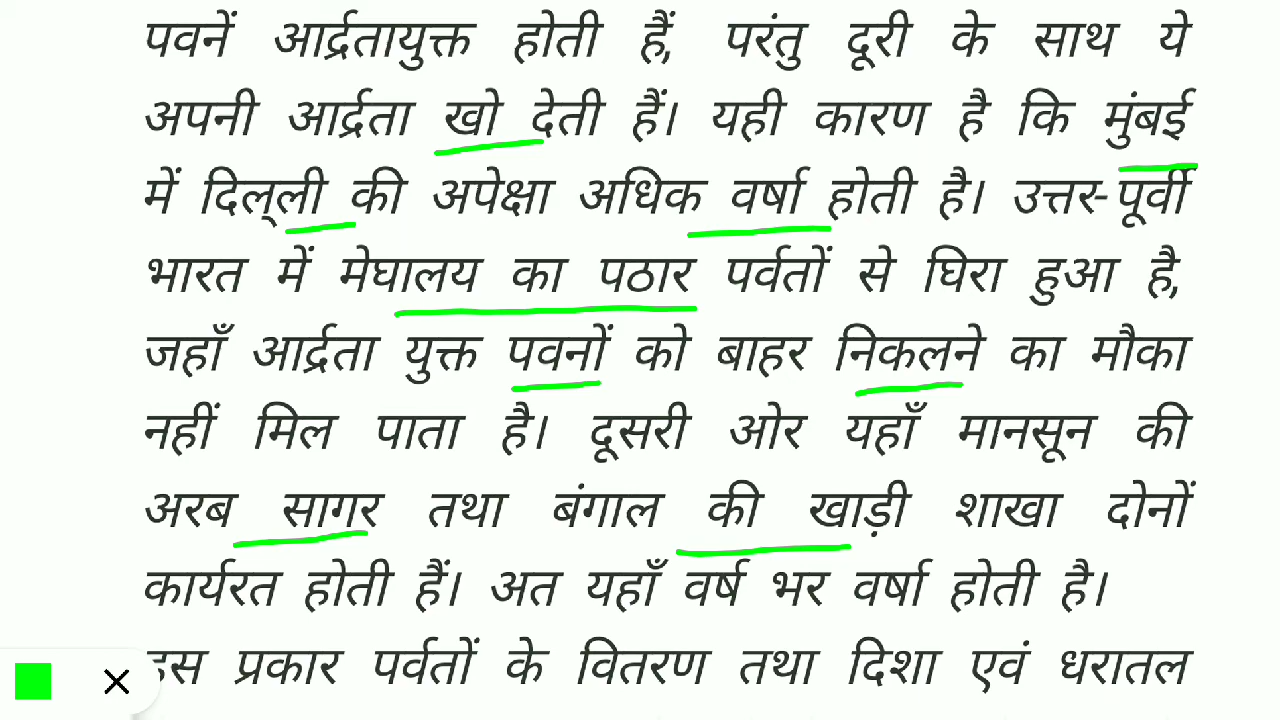 पवनें आर्द्रतायुक्त होती हैं, परंतु दूरी के साथ ये
अपनी आर्द्रता खो देती हैं। यही कारण है कि मुंबई
में दिल्ली की अपेक्षा अधिक वर्षा होती है। उत्तर-पूर्वी
भारत में मेघालय का पठार पर्वतों से घिरा हुआ है,
जहाँ आर्द्रता युक्त पवनों को बाहर निकलने का मौका
नहीं मिल पाता है। दूसरी ओर यहाँ मानसून की
अरब सागर तथा बंगाल की खाड़ी शाखा दोनों
कार्यरत होती हैं। अत यहाँ वर्ष भर वर्षा होती है।
इस प्रकार पर्वतों के वितरण तथा दिशा एवं धरातल